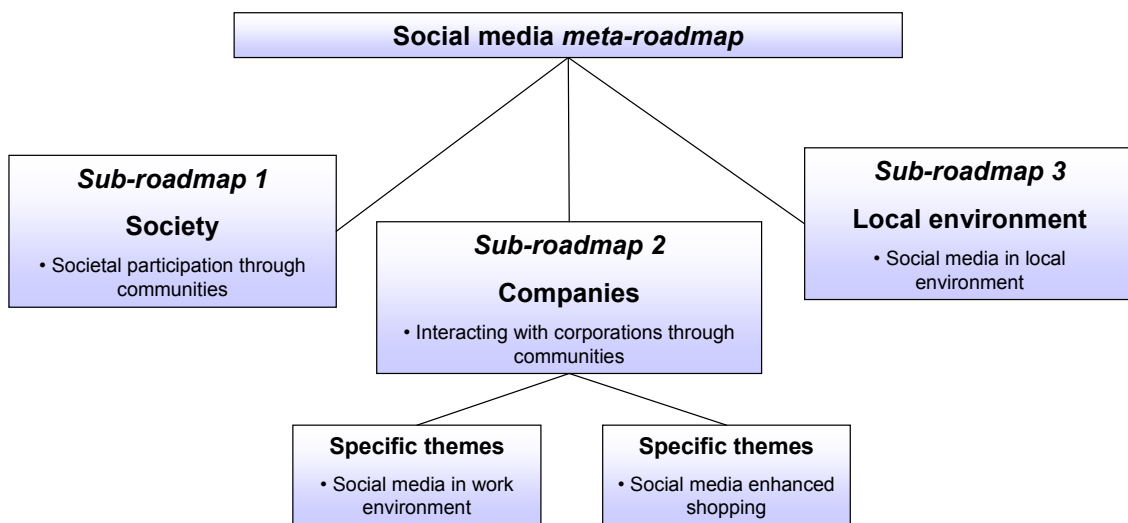 Social media meta-roadmap
Sub-roadmap 1
Society
• Societal participation through
communities
Sub-roadmap 2
Companies
• Interacting with corporations through
communities
Sub-roadmap 3
Local environment
• Social media in local
environment
Specific themes
• Social media in work
environment
Specific themes
• Social media enhanced
shopping